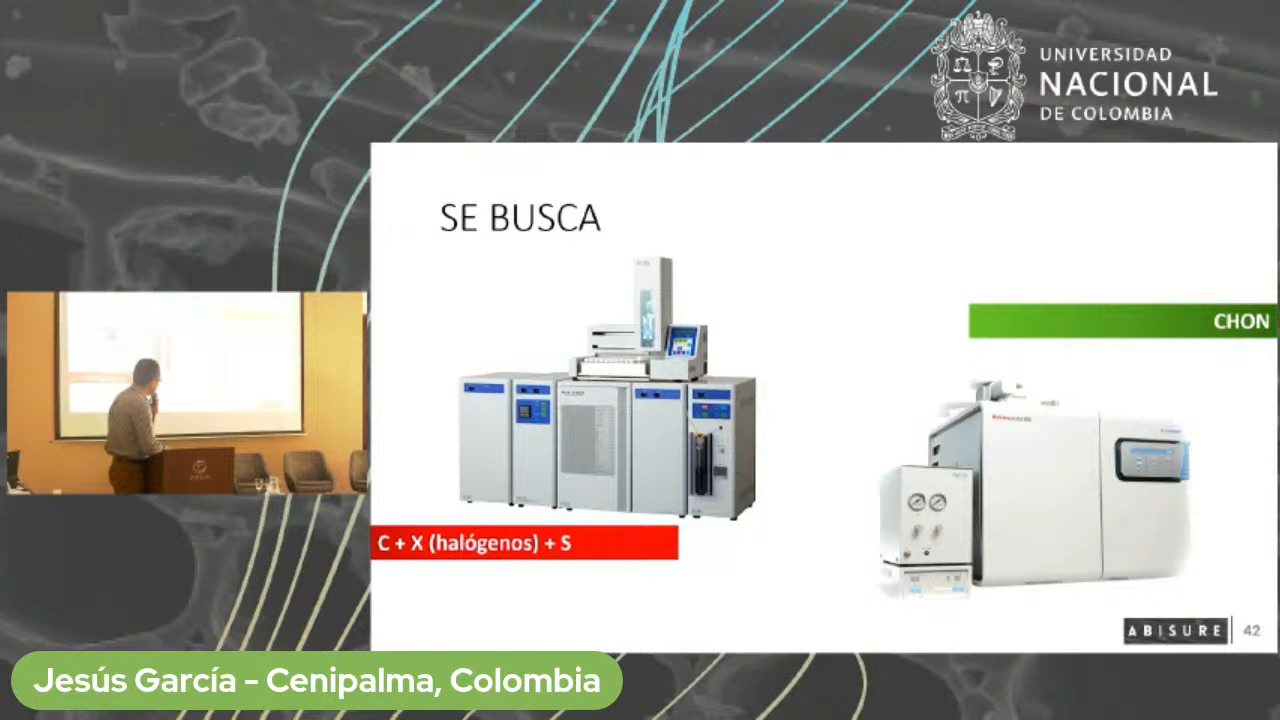 UNIVERSIDAD
NACIONAL
DE COLOMBIA
SE BUSCA
CHON
C + X (halógenos) + S
ABISURE
42
Jesús García - Cenipalma, Colombia